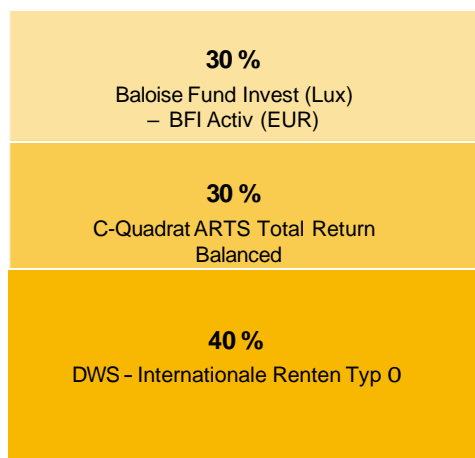 30 %
Baloise Fund Invest (Lux)
– BFI Activ (EUR)
30 %
C-Quadrat ARTS Total Return
Balanced
40 %
DWS – Internationale Renten Typ O